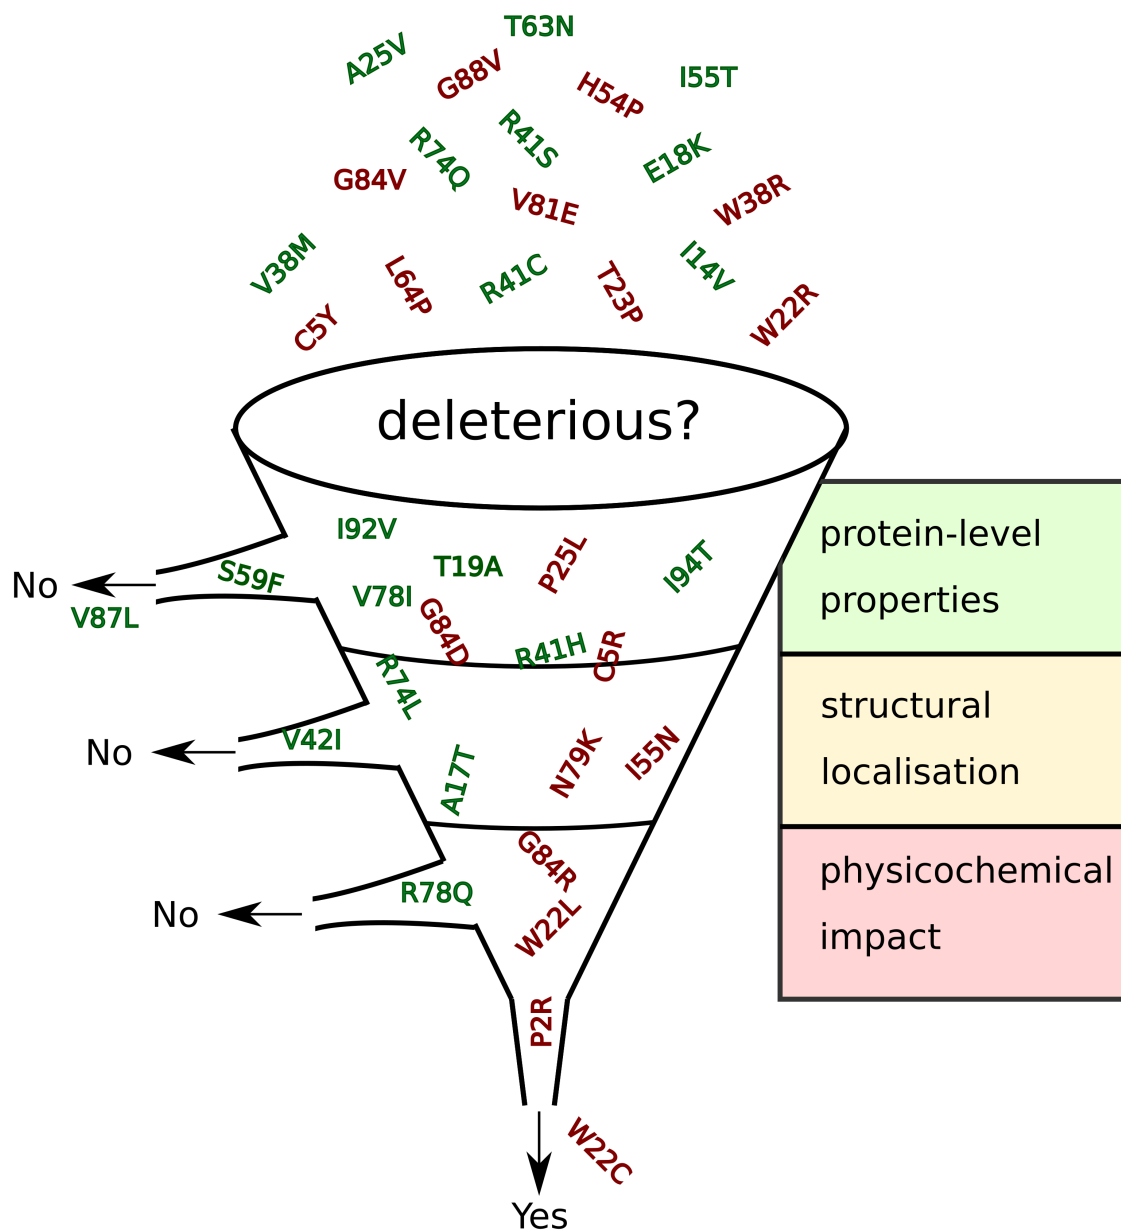 T63N
A25V
G88V
H54P
I55T
R41S
R74Q
E18K
G84V
V81E
W38R
V38M
L64P
R41C
T23P
I14V
C5Y
W22R
deleterious?
I92V
T19A
P25L
I94T
protein-level
properties
No
S59F
V87L
V78I
G84D
R41H
C5R
R74L
structural
localisation
No
V42I
A17T
N79K
I55N
G84R
physicochemical
impact
No
R78Q
W22L
P2R
W22C
Yes